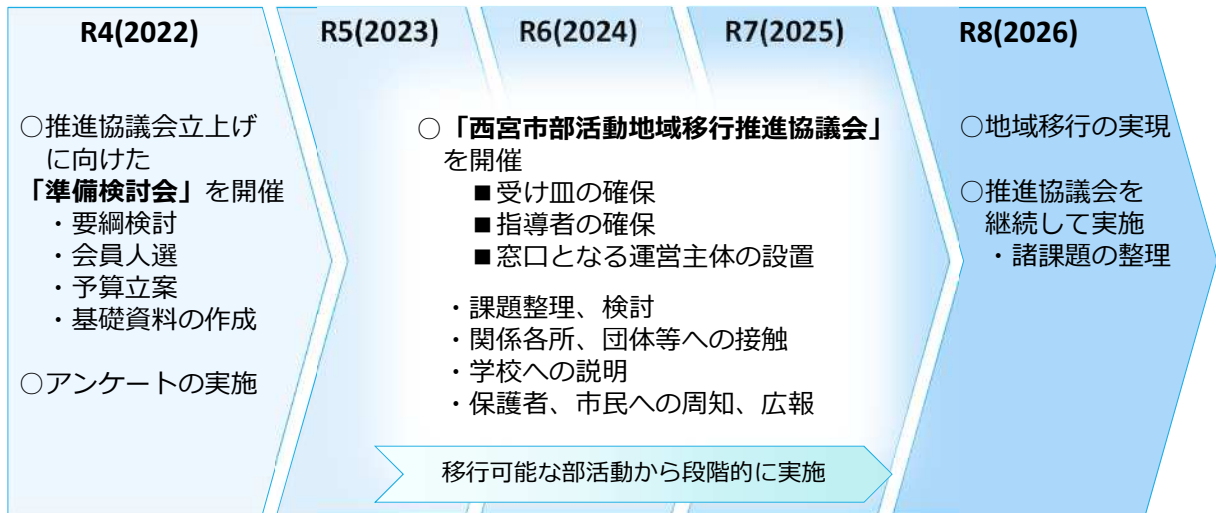 R4(2022)
R5(2023)
R6(2024)
R7(2025)
R8(2026)
○推進協議会立上げ
に向けた
「準備検討会」を開催
・要綱検討
・会員人選
・予算立案
・基礎資料の作成
○アンケートの実施
○「西宮市部活動地域移行推進協議会」
を開催
■受け皿の確保
■指導者の確保
■窓口となる運営主体の設置
・課題整理、検討
・関係各所、団体等への接触
・学校への説明
・保護者、市民への周知、広報
移行可能な部活動から段階的に実施
○地域移行の実現
○推進協議会を
継続して実施
・諸課題の整理